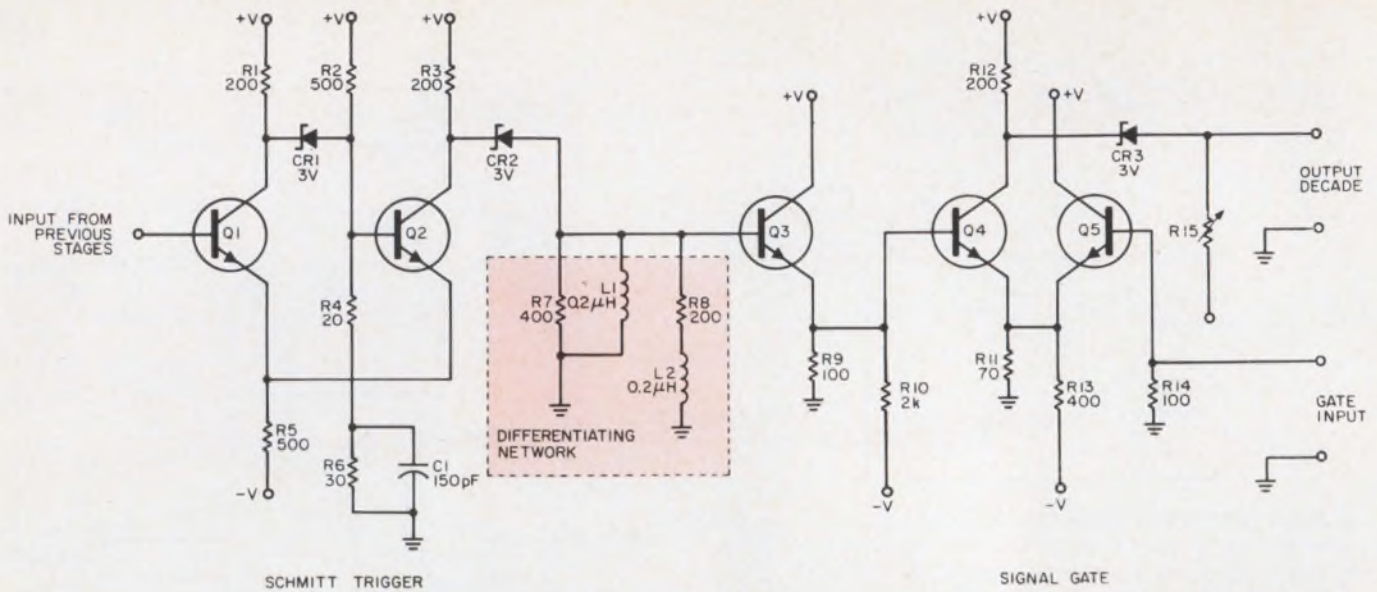 +V
+V
+V
R1
200
R2
500
R3
200
CR1
3V
CR2
3V
INPUT FROM
PREVIOUS
STAGES
Q1
Q2
R4
20
R5
500
-V
R6
30
C1
150pF
SCHMITT TRIGGER
R7
400
L1
0.2µH
R8
200
L2
0.2µH
DIFFERENTIATING
NETWORK
+V
Q3
R9
100
R10
2k
-V
+V
R12
200
+V
CR3
3V
Q4
Q5
R11
70
R13
400
-V
R14
100
R15
OUTPUT
DECADE
GATE
INPUT
SIGNAL GATE